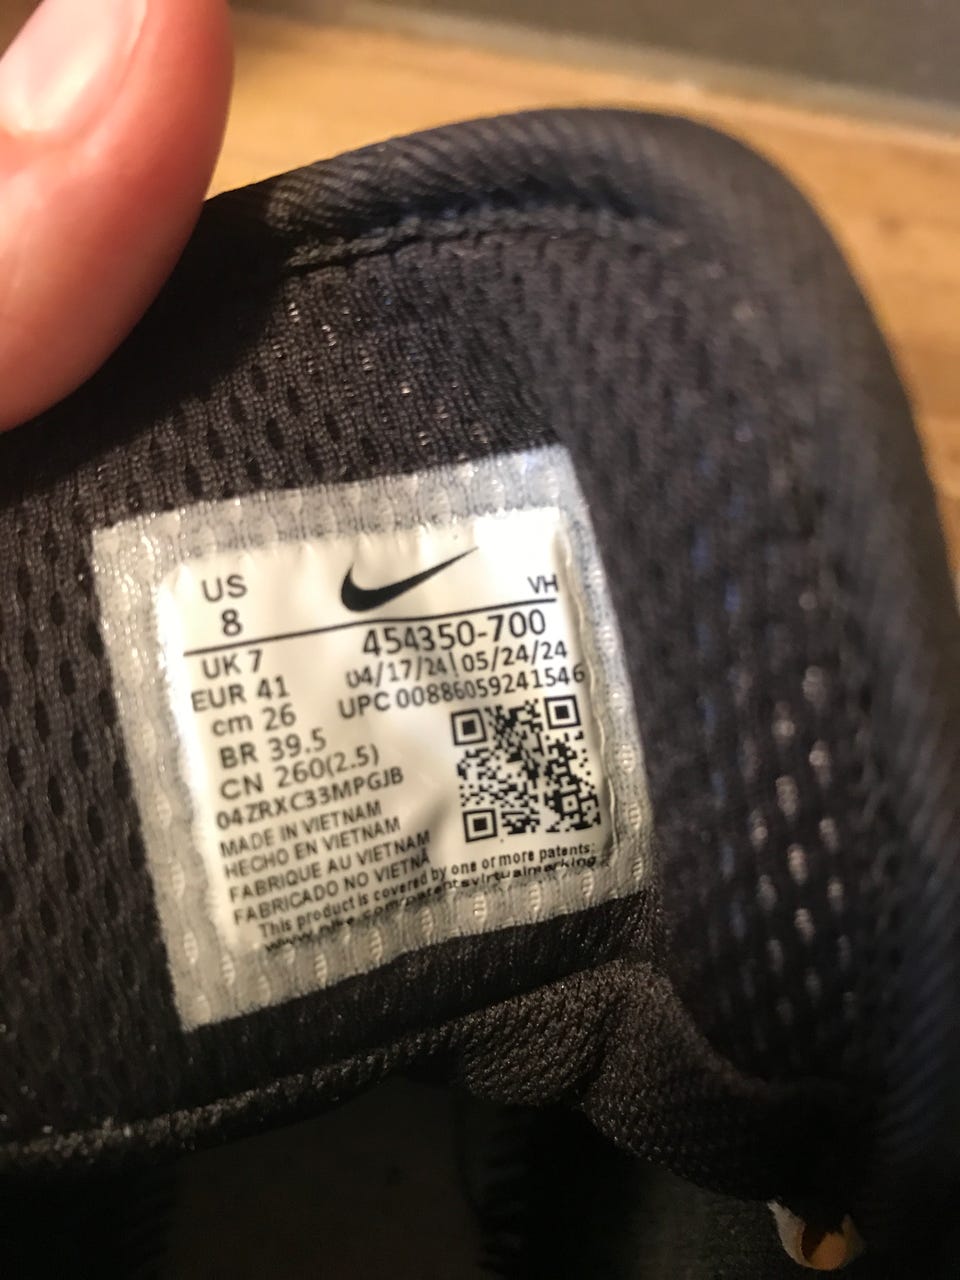 US
8
VH
454350-700
04/17/24 05/24/24
UPC 00886059241546
UK 7
EUR 41
cm 26
BR 39.5
CN 260(2.5)
04ZRXC33MPGJB
MADE IN VIETNAM
HECHO EN VIETNAM
FABRIQUE AU VIETNAM
FABRICADO NO VIETNÃ
This product is covered by one or more patents: